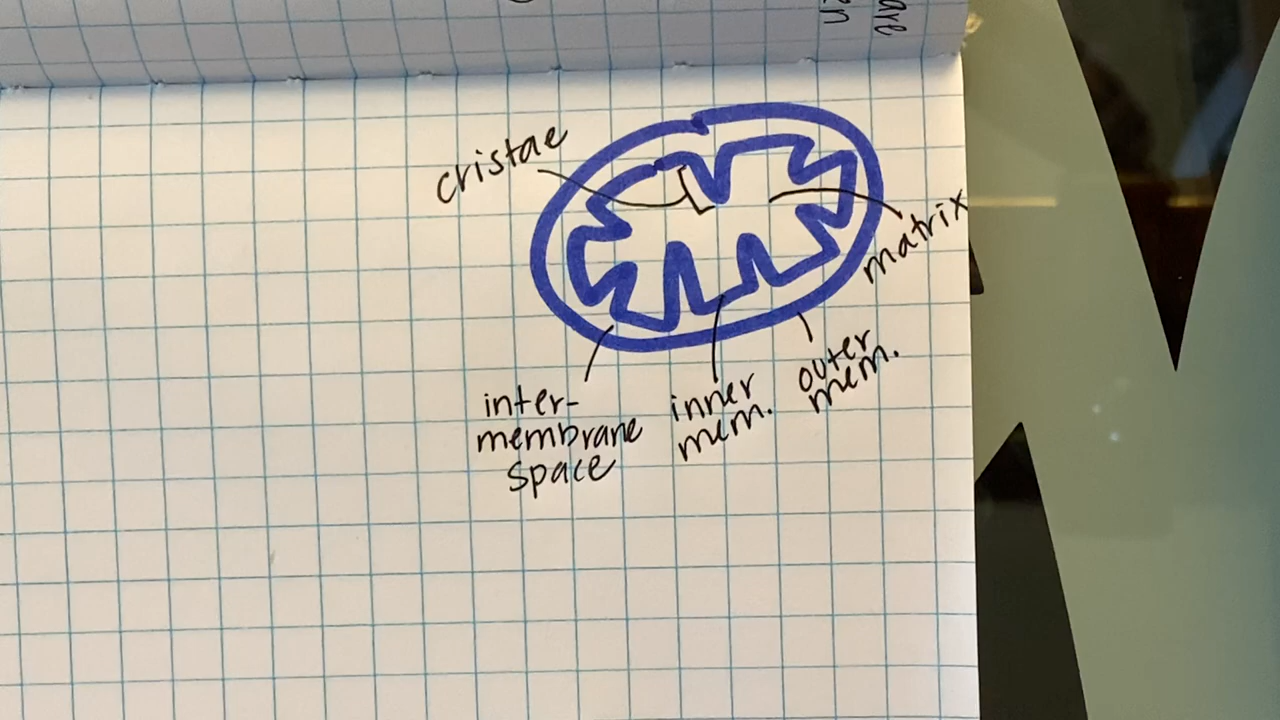 cristae
matrix
inter-
membrane
space
inner
mem.
outer
mem.